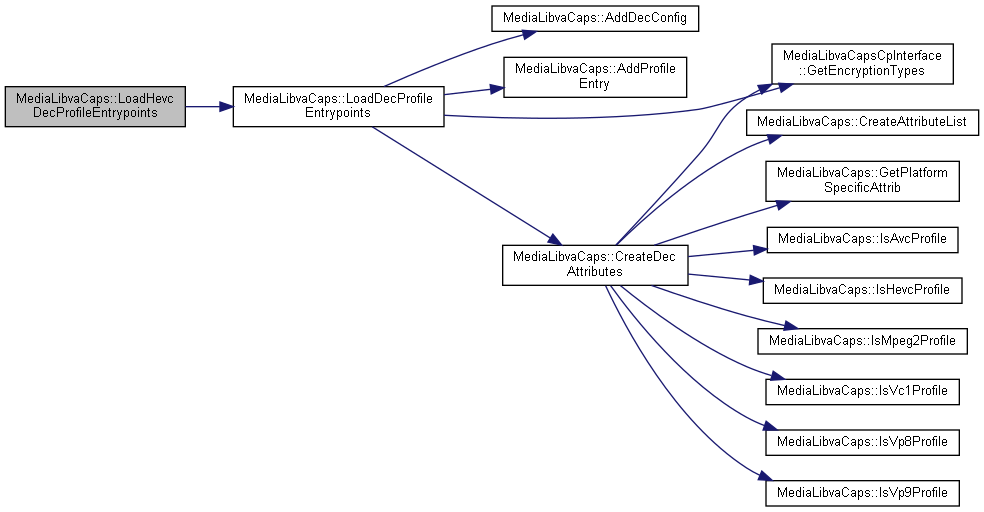 MediaLibvaCaps::LoadHevc
DecProfileEntrypoints
MediaLibvaCaps::LoadDecProfile
Entrypoints
MediaLibvaCaps::AddDecConfig
MediaLibvaCaps::AddProfile
Entry
MediaLibvaCaps::CreateDec
Attributes
MediaLibvaCapsCpInterface
::GetEncryptionTypes
MediaLibvaCaps::CreateAttributeList
MediaLibvaCaps::GetPlatform
SpecificAttrib
MediaLibvaCaps::IsAvcProfile
MediaLibvaCaps::IsHevcProfile
MediaLibvaCaps::IsMpeg2Profile
MediaLibvaCaps::IsVc1Profile
MediaLibvaCaps::IsVp8Profile
MediaLibvaCaps::IsVp9Profile